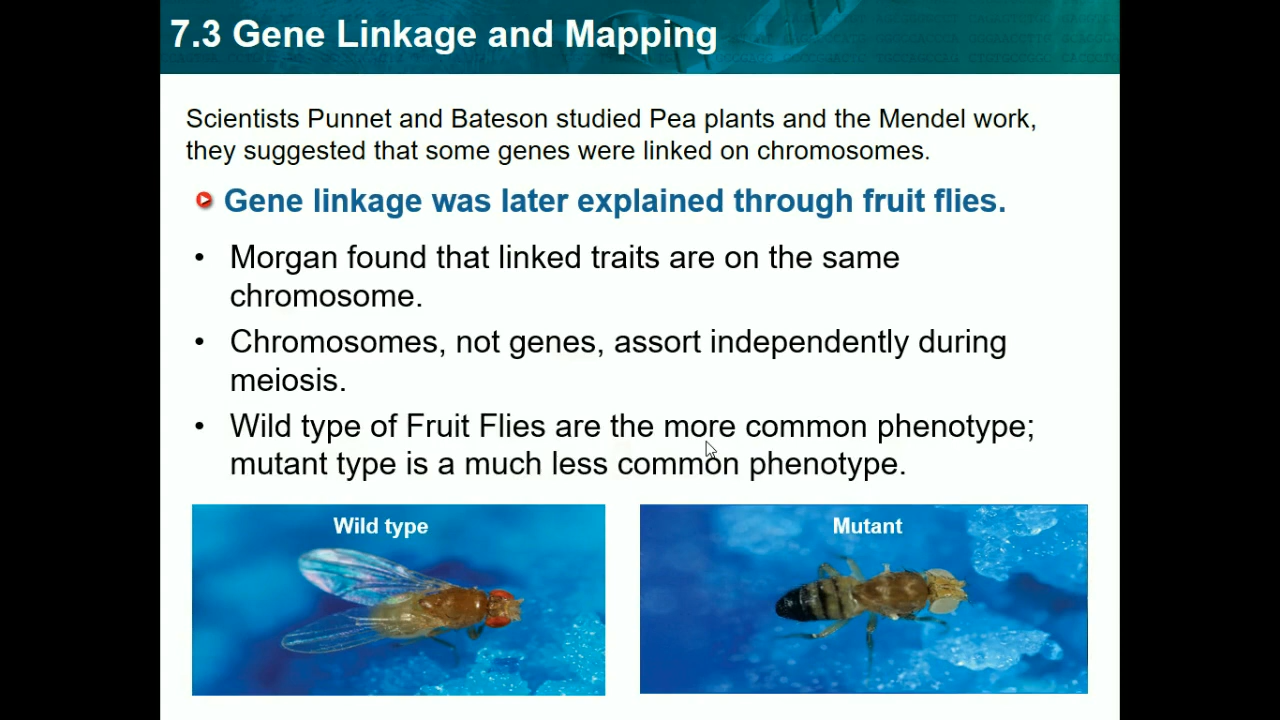 7.3 Gene Linkage and Mapping
Scientists Punnet and Bateson studied Pea plants and the Mendel work,
they suggested that some genes were linked on chromosomes.
Gene linkage was later explained through fruit flies.
• Morgan found that linked traits are on the same
chromosome.
• Chromosomes, not genes, assort independently during
meiosis.
• Wild type of Fruit Flies are the more common phenotype;
mutant type is a much less common phenotype.
Wild type
Mutant